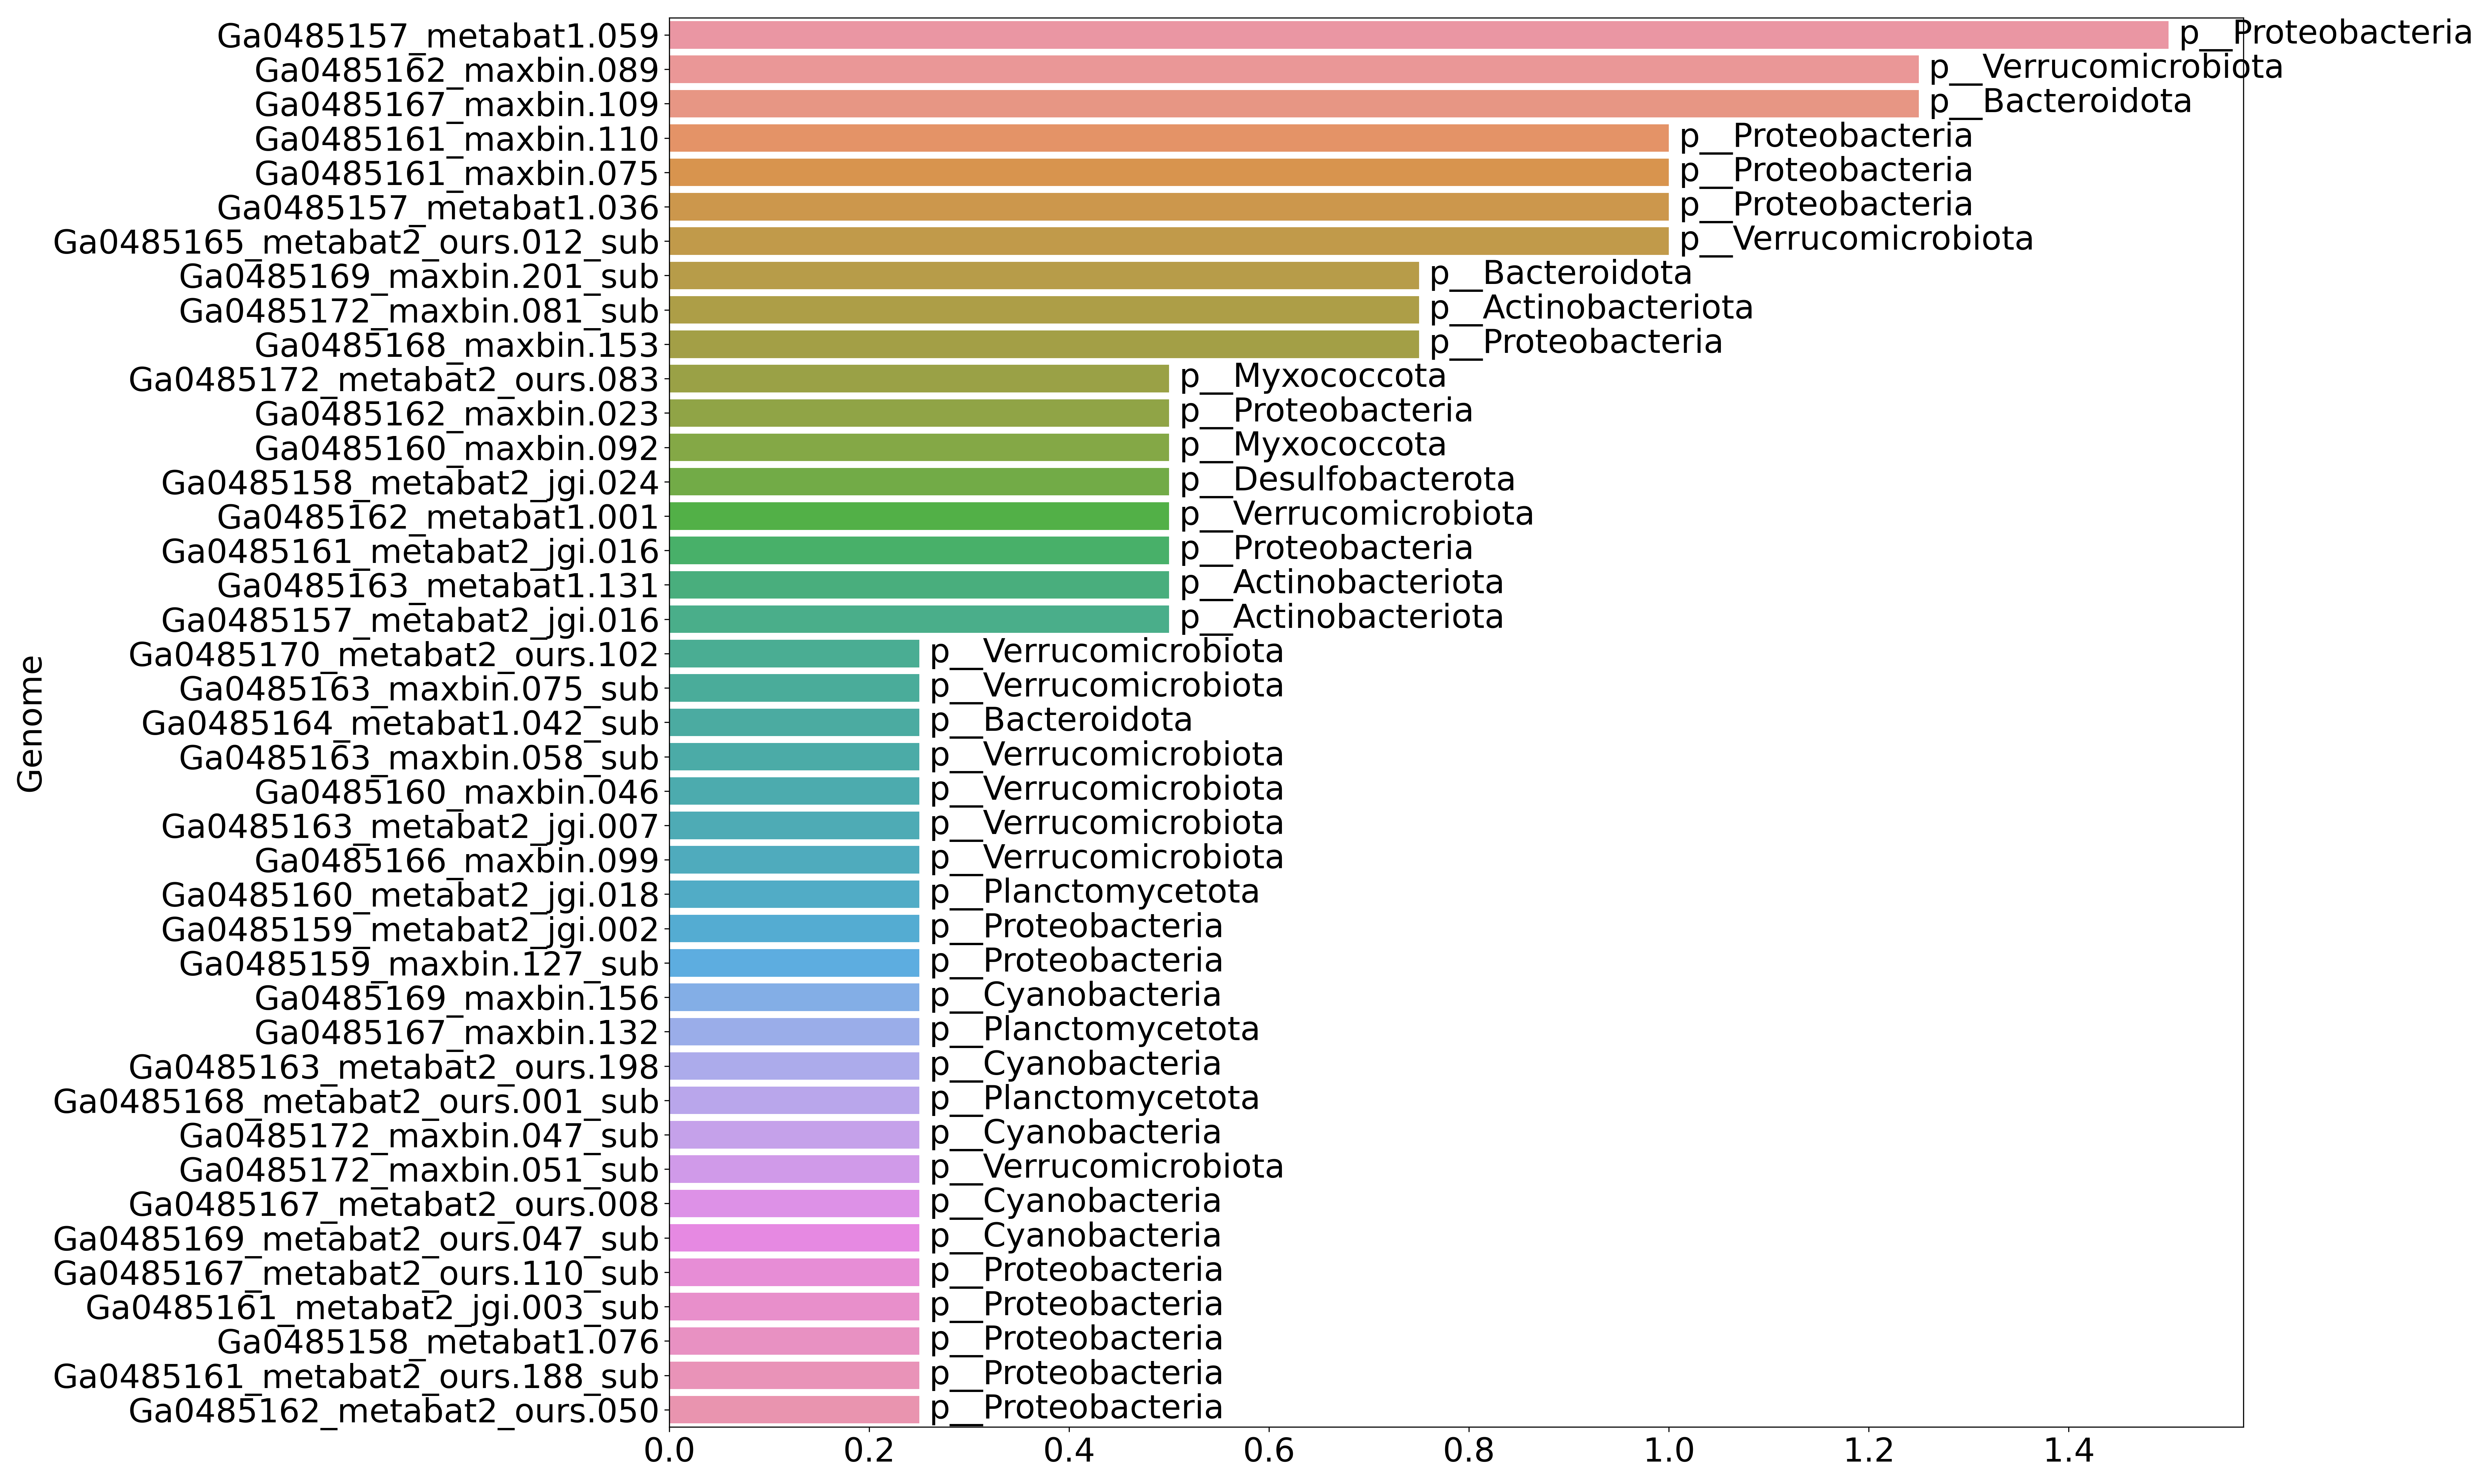 Ga0485157_metabat1.059 p__Proteobacteria
Ga0485162_maxbin.089 p__Verrucomicrobiota
Ga0485167_maxbin.109 p__Bacteroidota
Ga0485161_maxbin.110 p__Proteobacteria
Ga0485161_maxbin.075 p__Proteobacteria
Ga0485157_metabat1.036 p__Proteobacteria
Ga0485165_metabat2_ours.012_sub p__Verrucomicrobiota
Ga0485169_maxbin.201_sub p__Bacteroidota
Ga0485172_maxbin.081_sub p__Actinobacteriota
Ga0485168_maxbin.153 p__Proteobacteria
Ga0485172_metabat2_ours.083 p__Myxococcota
Ga0485162_maxbin.023 p__Proteobacteria
Ga0485160_maxbin.092 p__Myxococcota
Ga0485158_metabat2_jgi.024 p__Desulfobacterota
Ga0485162_metabat1.001 p__Verrucomicrobiota
Ga0485161_metabat2_jgi.016 p__Proteobacteria
Ga0485163_metabat1.131 p__Actinobacteriota
Ga0485157_metabat2_jgi.016 p__Actinobacteriota
Ga0485170_metabat2_ours.102 p__Verrucomicrobiota
Ga0485163_maxbin.075_sub p__Verrucomicrobiota
Ga0485164_metabat1.042_sub p__Bacteroidota
Ga0485163_maxbin.058_sub p__Verrucomicrobiota
Ga0485160_maxbin.046 p__Verrucomicrobiota
Ga0485163_metabat2_jgi.007 p__Verrucomicrobiota
Ga0485166_maxbin.099 p__Verrucomicrobiota
Ga0485160_metabat2_jgi.018 p__Planctomycetota
Ga0485159_metabat2_jgi.002 p__Proteobacteria
Ga0485159_maxbin.127_sub p__Proteobacteria
Ga0485169_maxbin.156 p__Cyanobacteria
Ga0485167_maxbin.132 p__Planctomycetota
Ga0485163_metabat2_ours.198 p__Cyanobacteria
Ga0485168_metabat2_ours.001_sub p__Planctomycetota
Ga0485172_maxbin.047_sub p__Cyanobacteria
Ga0485172_maxbin.051_sub p__Verrucomicrobiota
Ga0485167_metabat2_ours.008 p__Cyanobacteria
Ga0485169_metabat2_ours.047_sub p__Cyanobacteria
Ga0485167_metabat2_ours.110_sub p__Proteobacteria
Ga0485161_metabat2_jgi.003_sub p__Proteobacteria
Ga0485158_metabat1.076 p__Proteobacteria
Ga0485161_metabat2_ours.188_sub p__Proteobacteria
Ga0485162_metabat2_ours.050 p__Proteobacteria
Genome
0.0 0.2 0.4 0.6 0.8 1.0 1.2 1.4